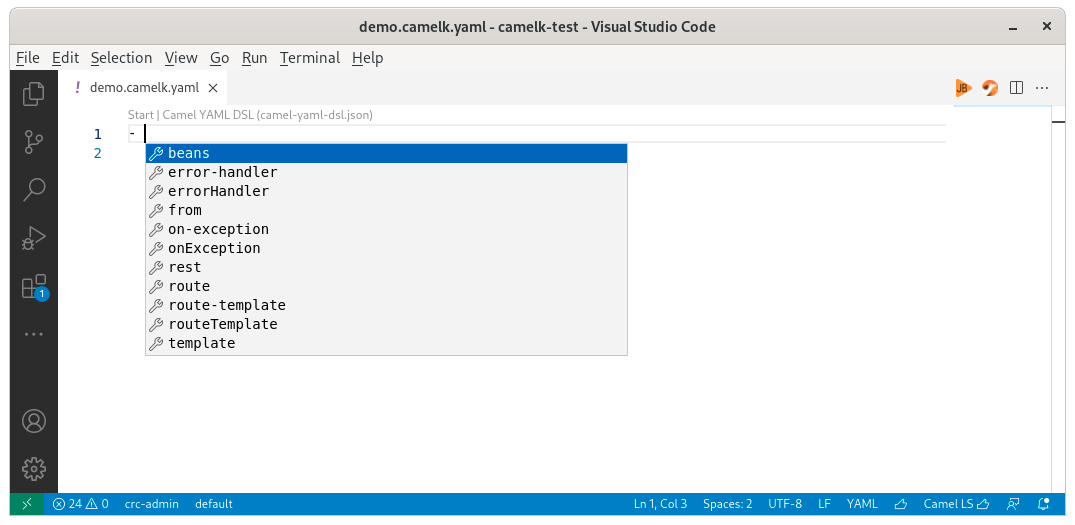 demo.camelk.yaml - camelk-test - Visual Studio Code
File Edit Selection View Go Run Terminal Help
! demo.camelk.yaml
JB
Start | Camel YAML DSL (camel-yaml-dsl.json)
1 -
2
beans
error-handler
errorHandler
from
on-exception
onException
rest
route
route-template
routeTemplate
template
1
24 0 crc-admin default Ln 1, Col 3 Spaces: 2 UTF-8 LF YAML Camel LS